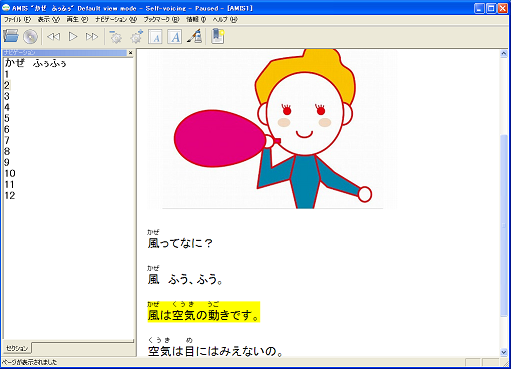 AMIS "かぜ ふうふう" Default view mode - Self-voicing - Paused - [AMIS1]
ファイル(F) 表示(V) 再生(P) ナビゲーション(N) ブックマーク(B) 情報(I) ヘルプ(H)
ナビゲーション
かぜ ふぅふぅ
1
2
3
4
5
6
7
8
9
10
11
12
セクション
かぜ
風ってなに？
かぜ
風 ふう、ふう。
かぜ くうき うご
風は空気の動きです。
くうき め
空気は目にはみえないの。
ページが表示されました